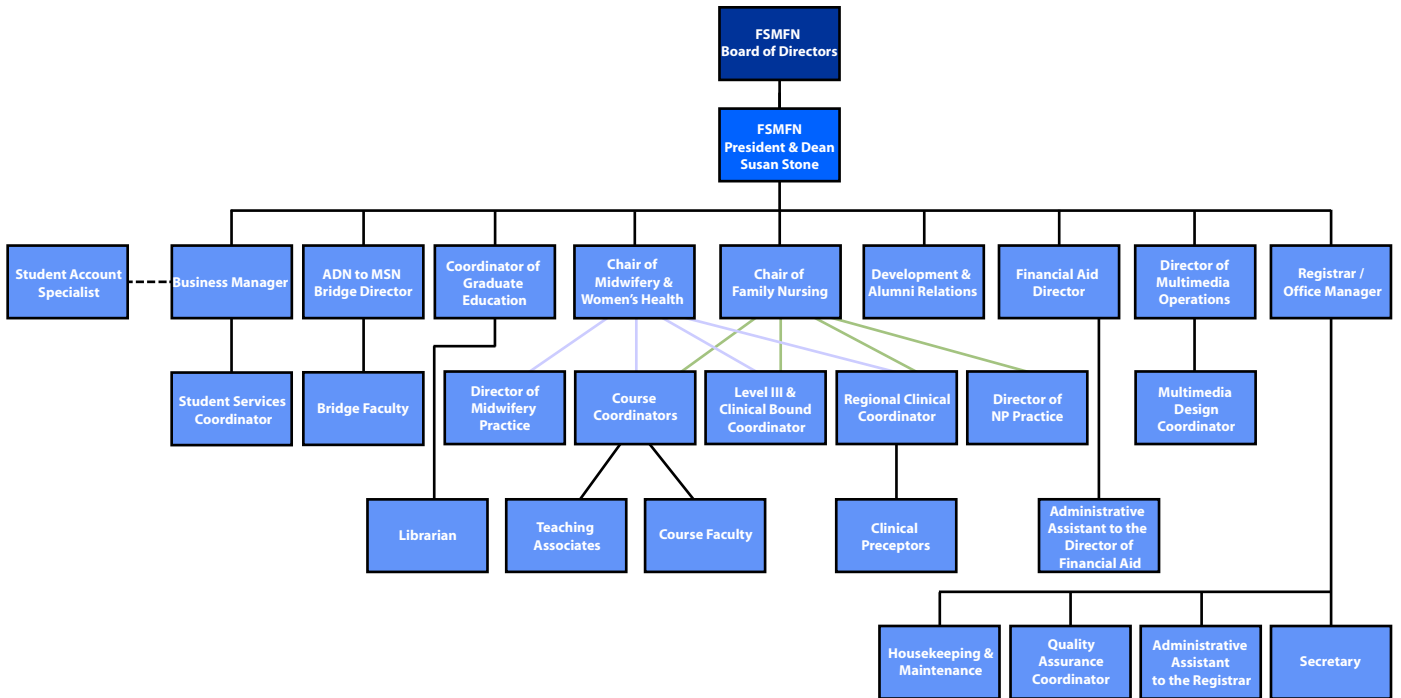 FSMFN
Board of Directors
FSMFN
President & Dean
Susan Stone
Student Account
Specialist
Business Manager
ADN to MSN
Bridge Director
Coordinator of
Graduate
Education
Chair of
Midwifery &
Women’s Health
Chair of
Family Nursing
Development &
Alumni Relations
Financial Aid
Director
Director of
Multimedia
Operations
Registrar /
Office Manager
Student Services
Coordinator
Bridge Faculty
Director of
Midwifery
Practice
Course
Coordinators
Level III &
Clinical Bound
Coordinator
Regional Clinical
Coordinator
Director of
NP Practice
Multimedia
Design
Coordinator
Librarian
Teaching
Associates
Course Faculty
Clinical
Preceptors
Administrative
Assistant to the
Director of
Financial Aid
Housekeeping &
Maintenance
Quality
Assurance
Coordinator
Administrative
Assistant
to the Registrar
Secretary